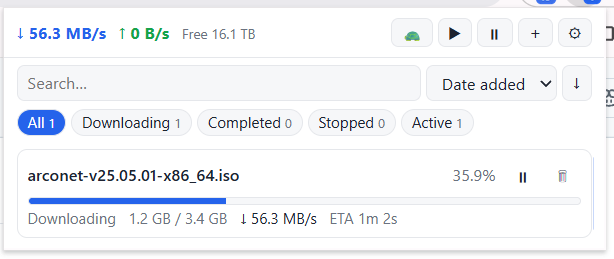 ↓ 56.3 MB/s ↑ 0 B/s Free 16.1 TB
Search... Date added ↓
All 1 Downloading 1 Completed 0 Stopped 0 Active 1
arconet-v25.05.01-x86_64.iso 35.9%
Downloading 1.2 GB / 3.4 GB ↓ 56.3 MB/s ETA 1m 2s